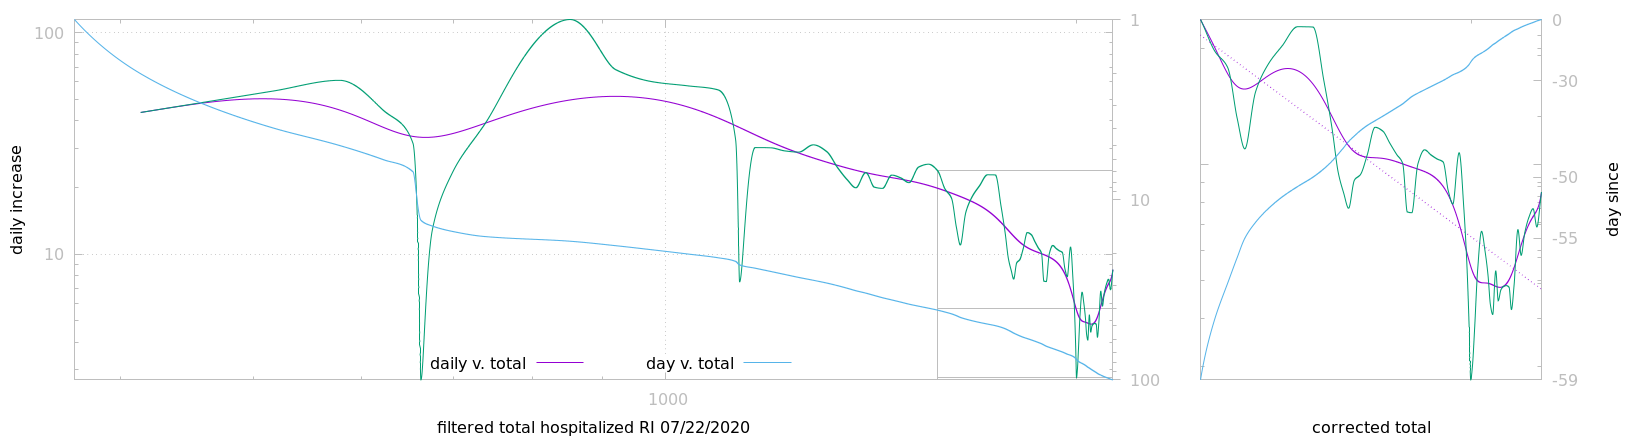 100
10
daily increase
daily v. total
day v. total
1000
filtered total hospitalized RI 07/22/2020
1
10
100
0
-30
-50
-55
-59
day since
corrected total